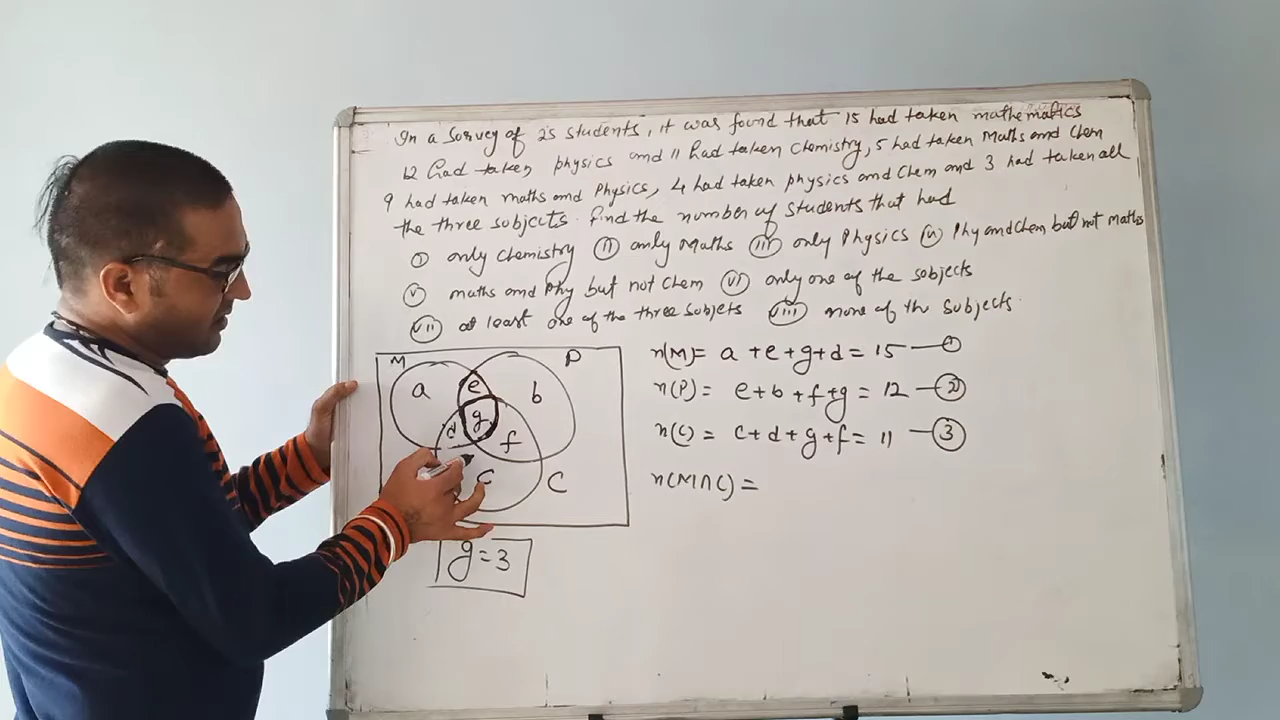 In a Sorvey of 25 students, it was found that 15 had taken mathematics
12 had taken physics and 11 had taken Chemistry, 5 had taken Maths and Chem
9 had taken maths and Physics, 4 had taken physics and Chem and 3 had taken all
the three subjects. find the number of students that had
(i) only Chemistry (ii) only Maths (iii) only Physics (iv) Phy and Chem but not maths
(v) maths and Phy but not Chem (vi) only one of the sobjects
(vii) at least one of the three Subjets (viii) none of th subjects.
M P
a e b
d g f
c C
g = 3
n(M) = a + e + g + d = 15 — (1)
n(P) = e + b + f + g = 12 — (2)
n(C) = c + d + g + f = 11 — (3)
n(M∩C) =